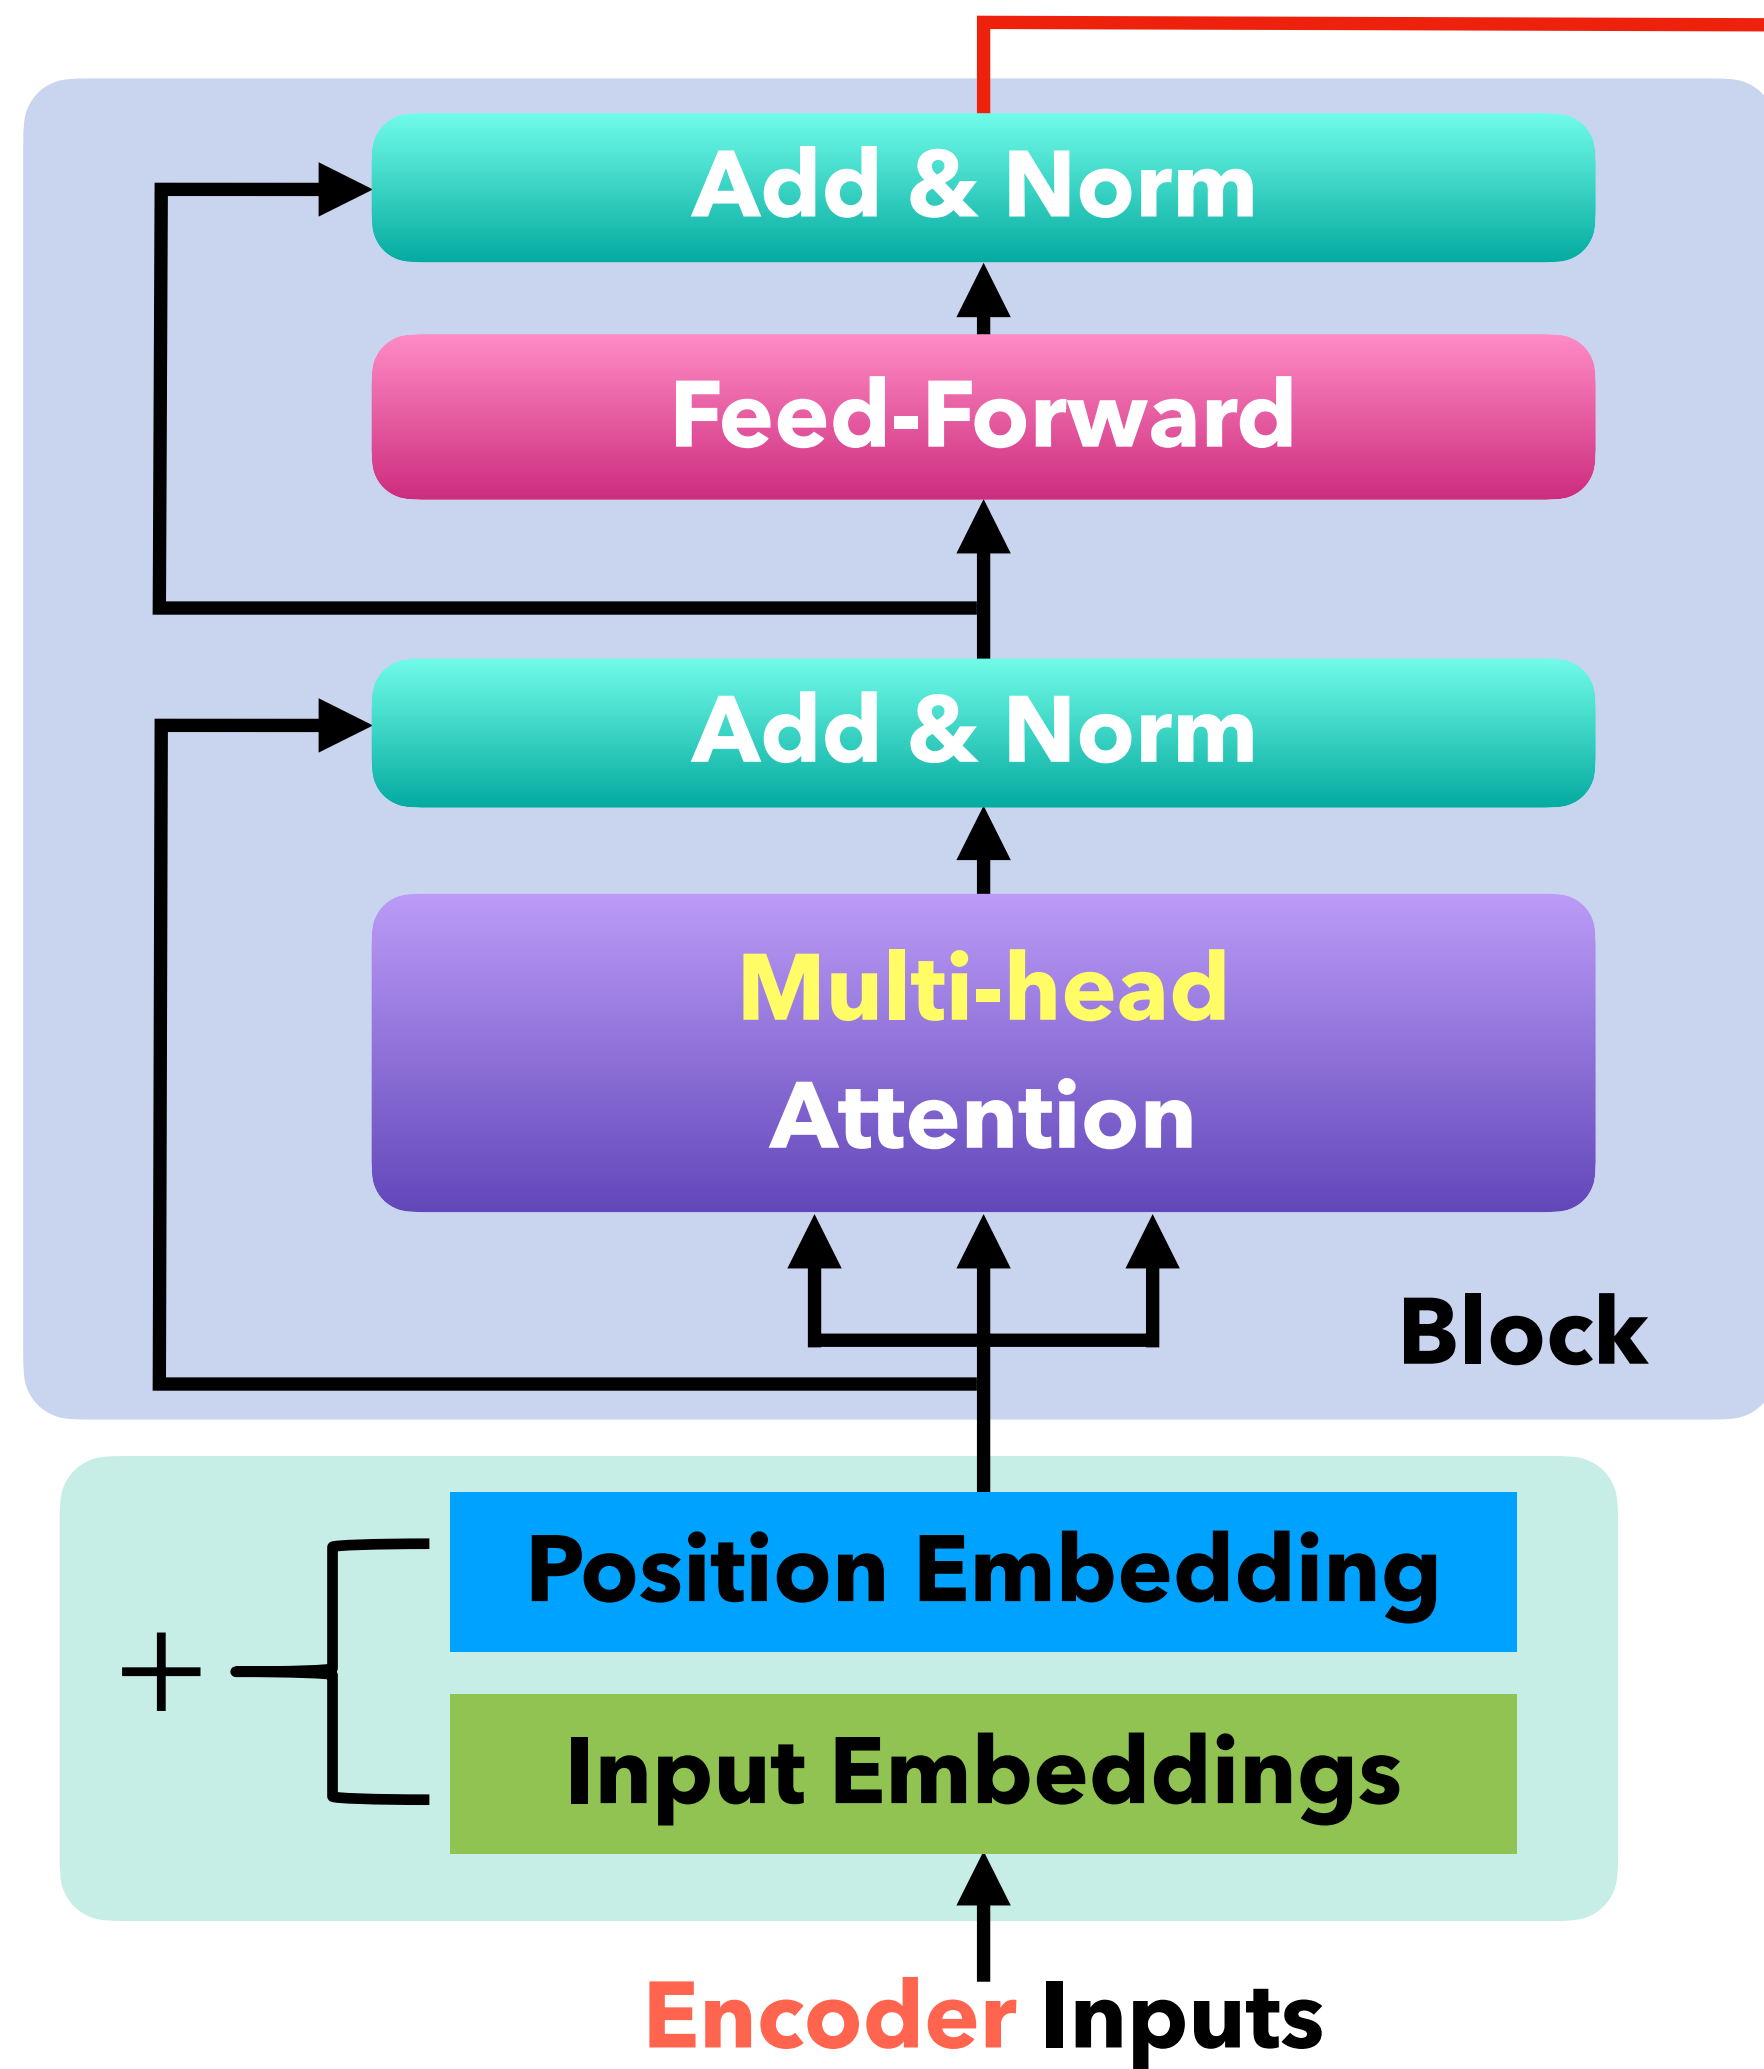 Add & Norm
Feed-Forward
Add & Norm
Multi-head
Attention
Block
Position Embedding
+
Input Embeddings
Encoder Inputs